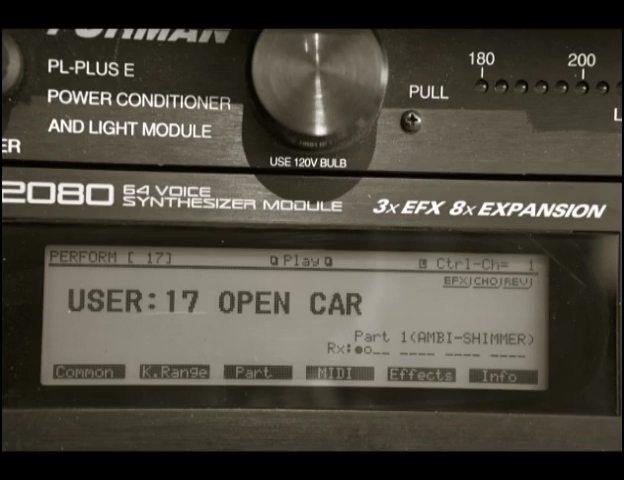 FURMAN
PL-PLUS E
POWER CONDITIONER
AND LIGHT MODULE
ER
PULL
180 200
L
USE 120V BULB
2080 64 VOICE
SYNTHESIZER MODULE
3x EFX 8x EXPANSION
PERFORM [ 17] Play Ctrl-Ch= 1
EFX CHO REV
USER:17 OPEN CAR
Part 1(AMBI-SHIMMER)
Rx:
Common K.Range Part MIDI Effects Info